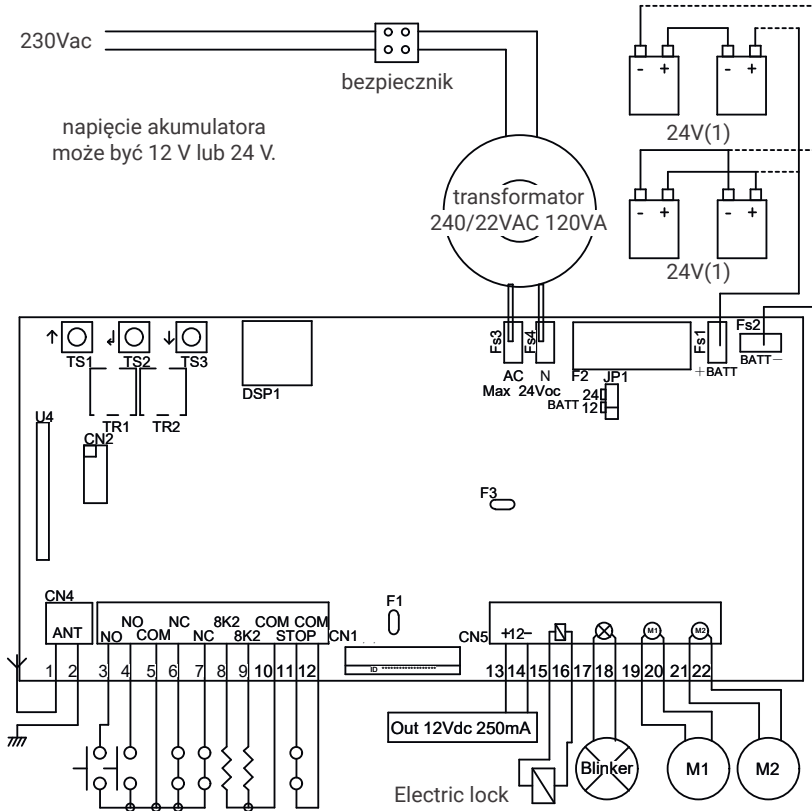 230Vac
bezpiecznik
napięcie akumulatora
może być 12 V lub 24 V.
- +
- +
24V(1)
transformator
240/22VAC 120VA
- +
- +
24V(1)
↑ TS1
↲ TS2
↓ TS3
DSP1
Fs3
Fs4
F2
Fs1
Fs2
AC N
Max 24Voc
JP1
BATT 24
12
+BATT
BATT-
TR1
TR2
U4
CN2
F3
CN4
ANT
NO
NO
COM
NC
NC
8K2
8K2
COM
STOP
COM
CN1
F1
ID
CN5
+12-
M1
M2
1 2 3 4 5 6 7 8 9 10 11 12
13 14 15 16 17 18 19 20 21 22
Out 12Vdc 250mA
Electric lock
Blinker
M1
M2